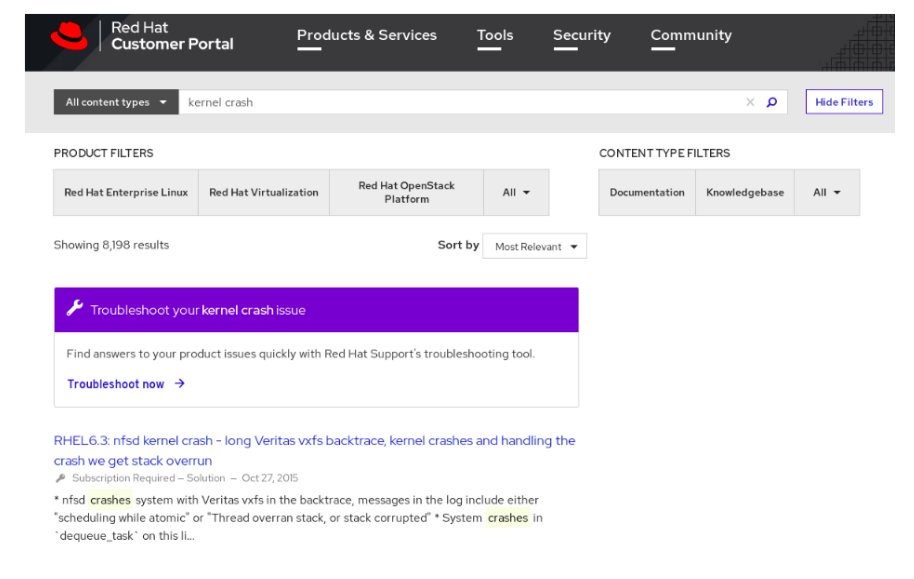 Red Hat
Customer Portal
Products & Services
Tools
Security
Community
All content types
kernel crash
Hide Filters
PRODUCT FILTERS
CONTENT TYPE FILTERS
Red Hat Enterprise Linux
Red Hat Virtualization
Red Hat OpenStack
Platform
All
Documentation
Knowledgebase
All
Showing 8,198 results
Sort by
Most Relevant
Troubleshoot your kernel crash issue
Find answers to your product issues quickly with Red Hat Support's troubleshooting tool.
Troubleshoot now →
RHEL6.3: nfsd kernel crash - long Veritas vxfs backtrace, kernel crashes and handling the
crash we get stack overrun
Subscription Required – Solution – Oct 27, 2015
* nfsd crashes system with Veritas vxfs in the backtrace, messages in the log include either
"scheduling while atomic" or "Thread overran stack, or stack corrupted" * System crashes in
`dequeue_task` on this li...